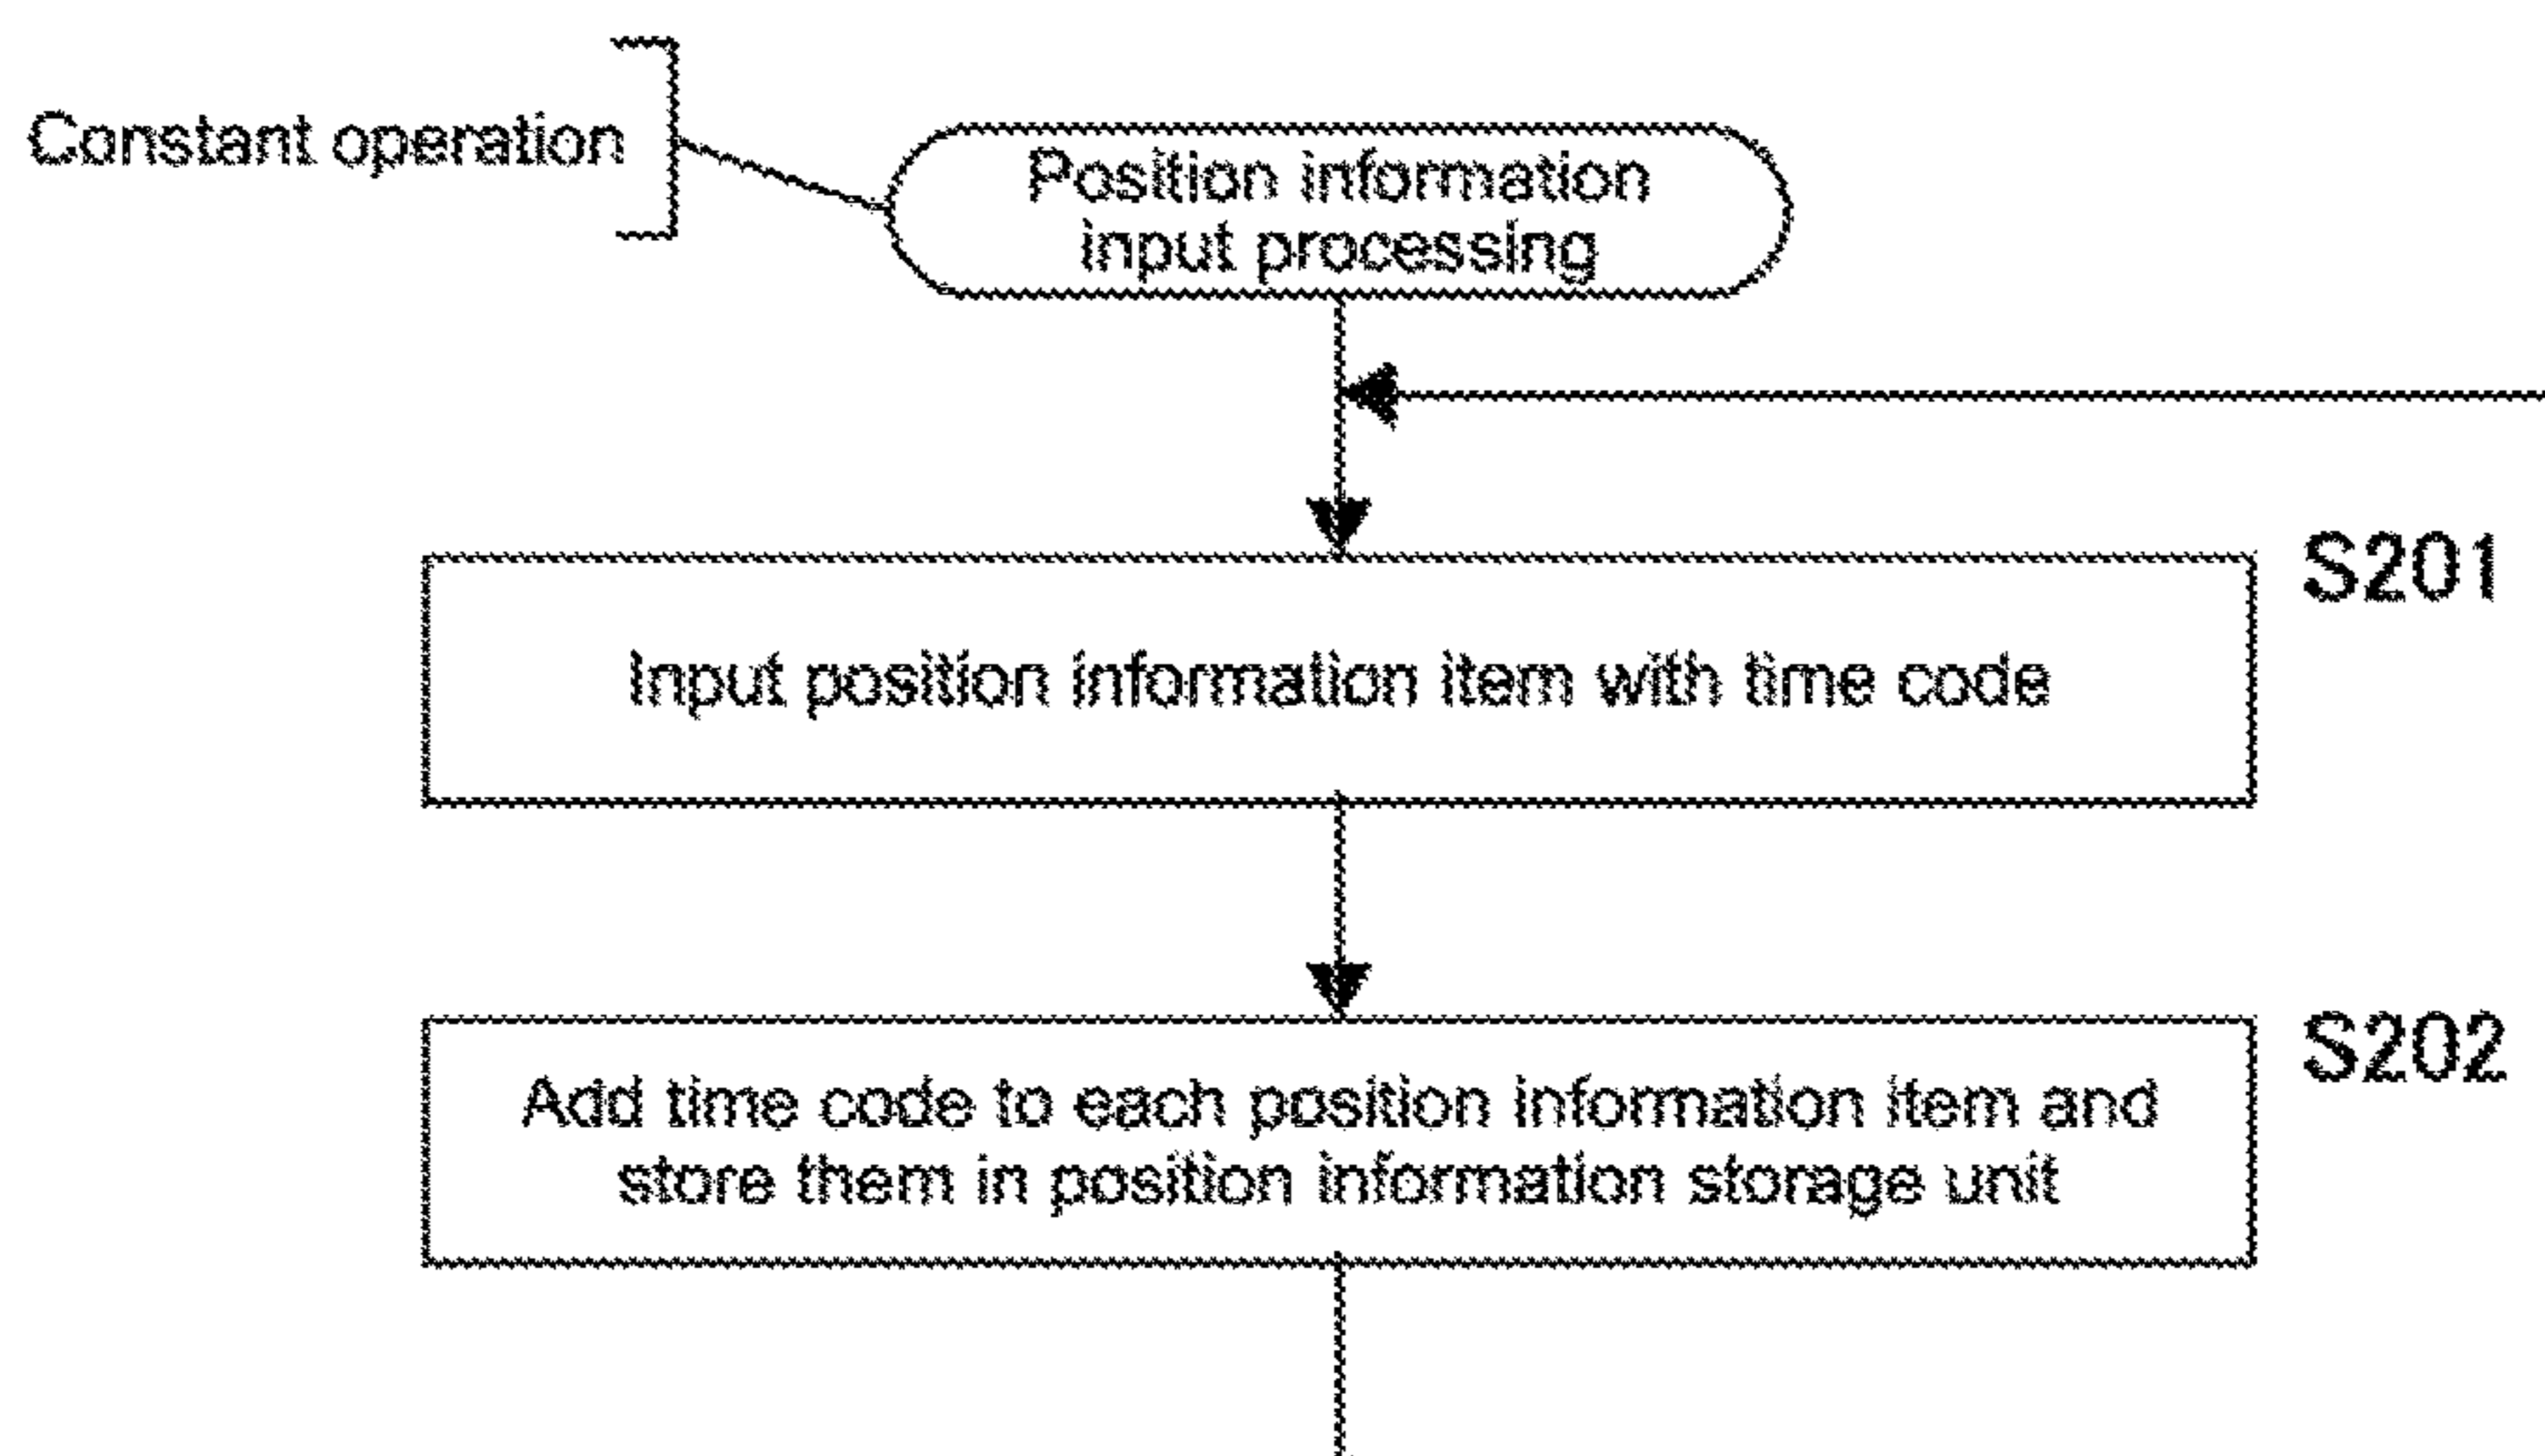 Constant operation
Position information
input processing
S201
Input position information item with time code
S202
Add time code to each position information item and
store them in position information storage unit